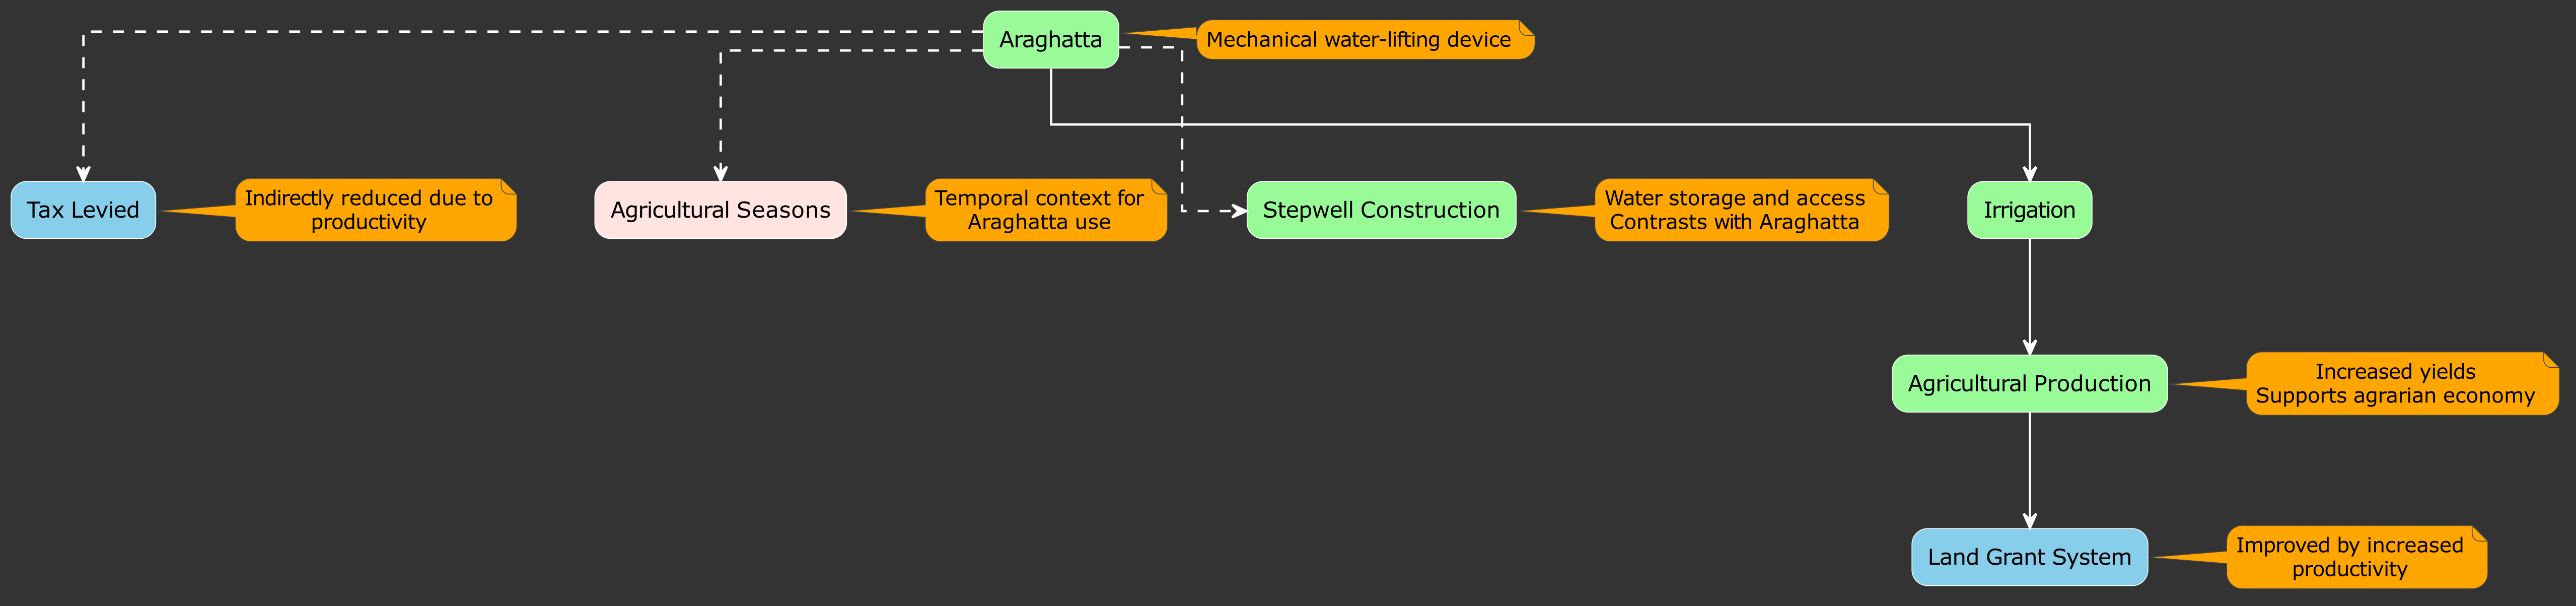 Araghatta
Mechanical water-lifting device
Tax Levied
Indirectly reduced due to
productivity
Agricultural Seasons
Temporal context for
Araghatta use
Stepwell Construction
Water storage and access
Contrasts with Araghatta
Irrigation
Agricultural Production
Increased yields
Supports agrarian economy
Land Grant System
Improved by increased
productivity